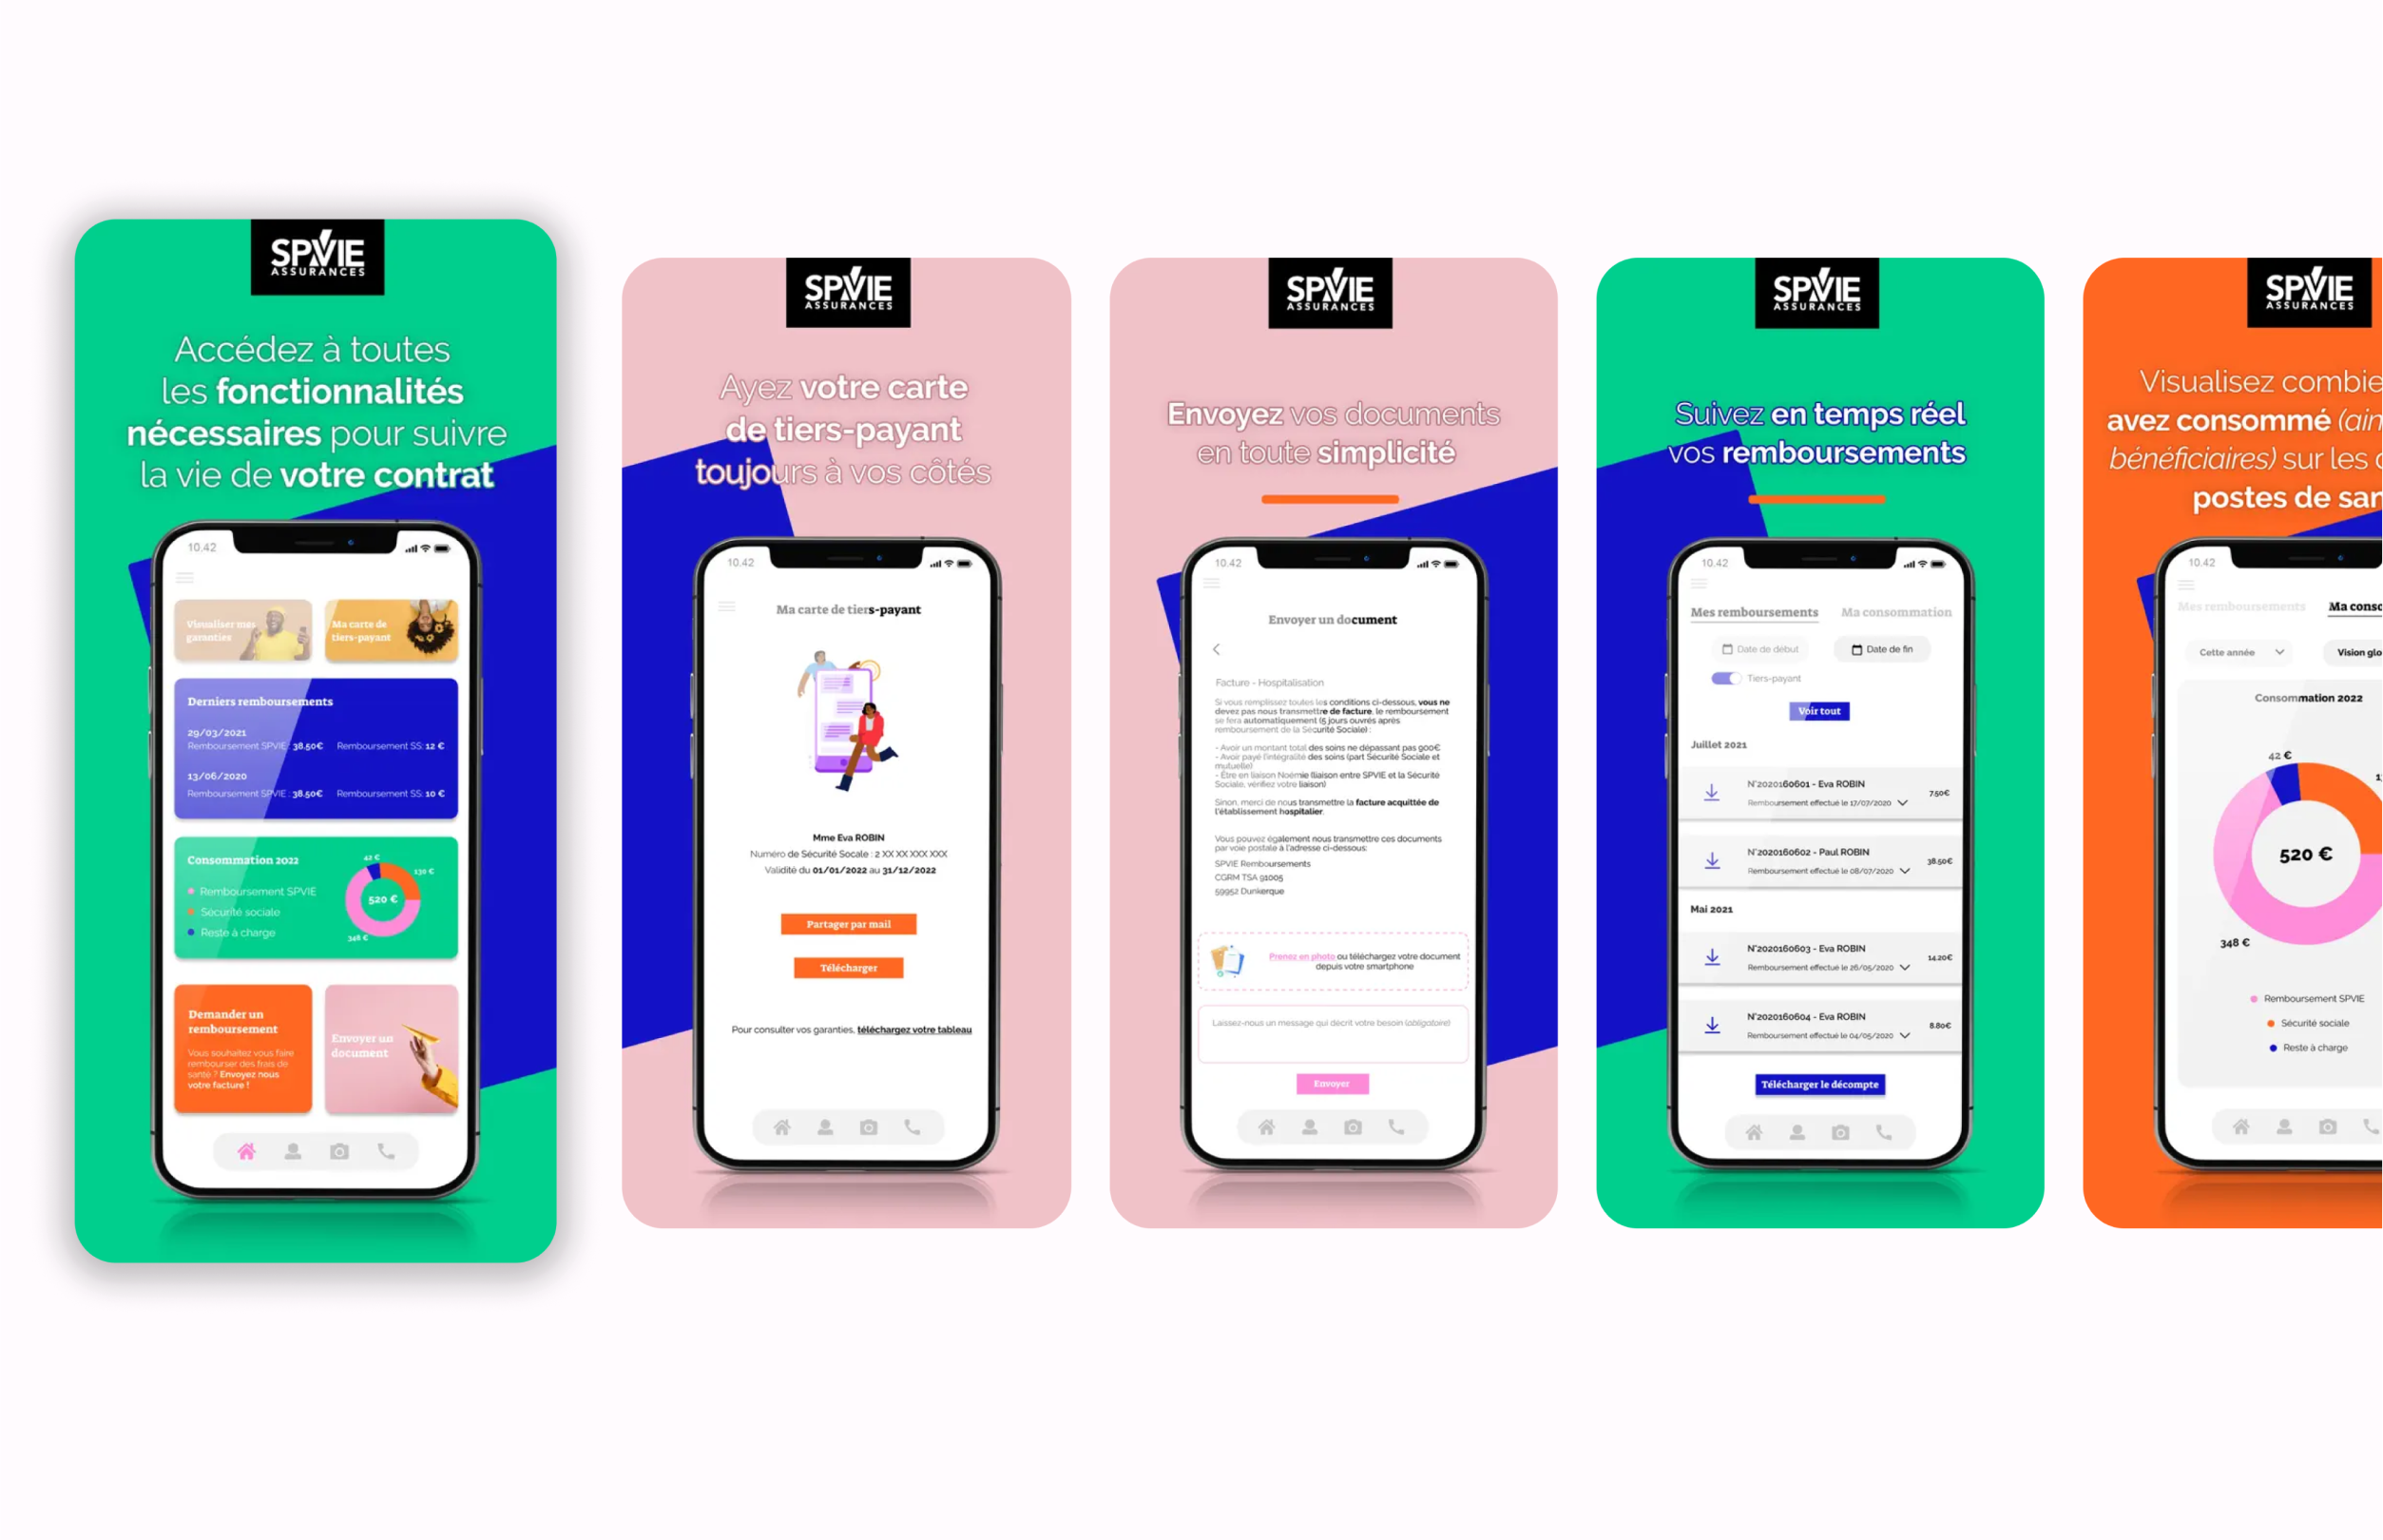 SPVIE
ASSURANCES
Accédez à toutes
les fonctionnalités
nécessaires pour suivre
la vie de votre contrat
10.42
Visualiser mes
garanties
Ma carte de
tiers-payant
Derniers remboursements
29/03/2021
Remboursement SPVIE : 38.50€ Remboursement SS: 12 €
13/06/2020
Remboursement SPVIE : 38.50€ Remboursement SS: 10 €
Consommation 2022
Remboursement SPVIE
Sécurité sociale
Reste à charge
42 €
130 €
520 €
348 €
Demander un
remboursement
Vous souhaitez vous faire
rembourser des frais de
santé ? Envoyez nous
votre facture !
Envoyer un
document
SPVIE
ASSURANCES
Ayez votre carte
de tiers-payant
toujours à vos côtés
10.42
Ma carte de tiers-payant
Mme Eva ROBIN
Numéro de Sécurité Socale : 2 XX XX XXX XXX
Validité du 01/01/2022 au 31/12/2022
Partager par mail
Télécharger
Pour consulter vos garanties, téléchargez votre tableau
SPVIE
ASSURANCES
Envoyez vos documents
en toute simplicité
10.42
Envoyer un document
Facture - Hospitalisation
Si vous remplissez toutes les conditions ci-dessous, vous ne
devez pas nous transmettre de facture, le remboursement
se fera automatiquement (5 jours ouvrés après
remboursement de la Sécurité Sociale) :
- Avoir un montant total des soins ne dépassant pas 900€
- Avoir payé l'intégralité des soins (part Sécurité Sociale et
mutuelle)
- Être en liaison Noémie (liaison entre SPVIE et la Sécurité
Sociale, vérifiez votre liaison)
Sinon, merci de nous transmettre la facture acquittée de
l'établissement hospitalier.
Vous pouvez également nous transmettre ces documents
par voie postale à l'adresse ci-dessous:
SPVIE Remboursements
CGRM TSA 91005
59952 Dunkerque
Prenez en photo ou téléchargez votre document
depuis votre smartphone
Laissez-nous un message qui décrit votre besoin (obligatoire)
Envoyer
SPVIE
ASSURANCES
Suivez en temps réel
vos remboursements
10.42
Mes remboursements Ma consommation
Date de début Date de fin
Tiers-payant
Voir tout
Juillet 2021
N°2020160601 - Eva ROBIN
Remboursement effectué le 17/07/2020
7.50€
N°2020160602 - Paul ROBIN
Remboursement effectué le 08/07/2020
38.50€
Mai 2021
N°2020160603 - Eva ROBIN
Remboursement effectué le 26/05/2020
14.20€
N°2020160604 - Eva ROBIN
Remboursement effectué le 04/05/2020
8.80€
Télécharger le décompte
SPVIE
ASSURANCES
Visualisez combie
avez consommé (ain
bénéficiaires) sur les
postes de san
10.42
Mes remboursements Ma conso
Cette année Vision glo
Consommation 2022
42 €
520 €
348 €
Remboursement SPVIE
Sécurité sociale
Reste à charge